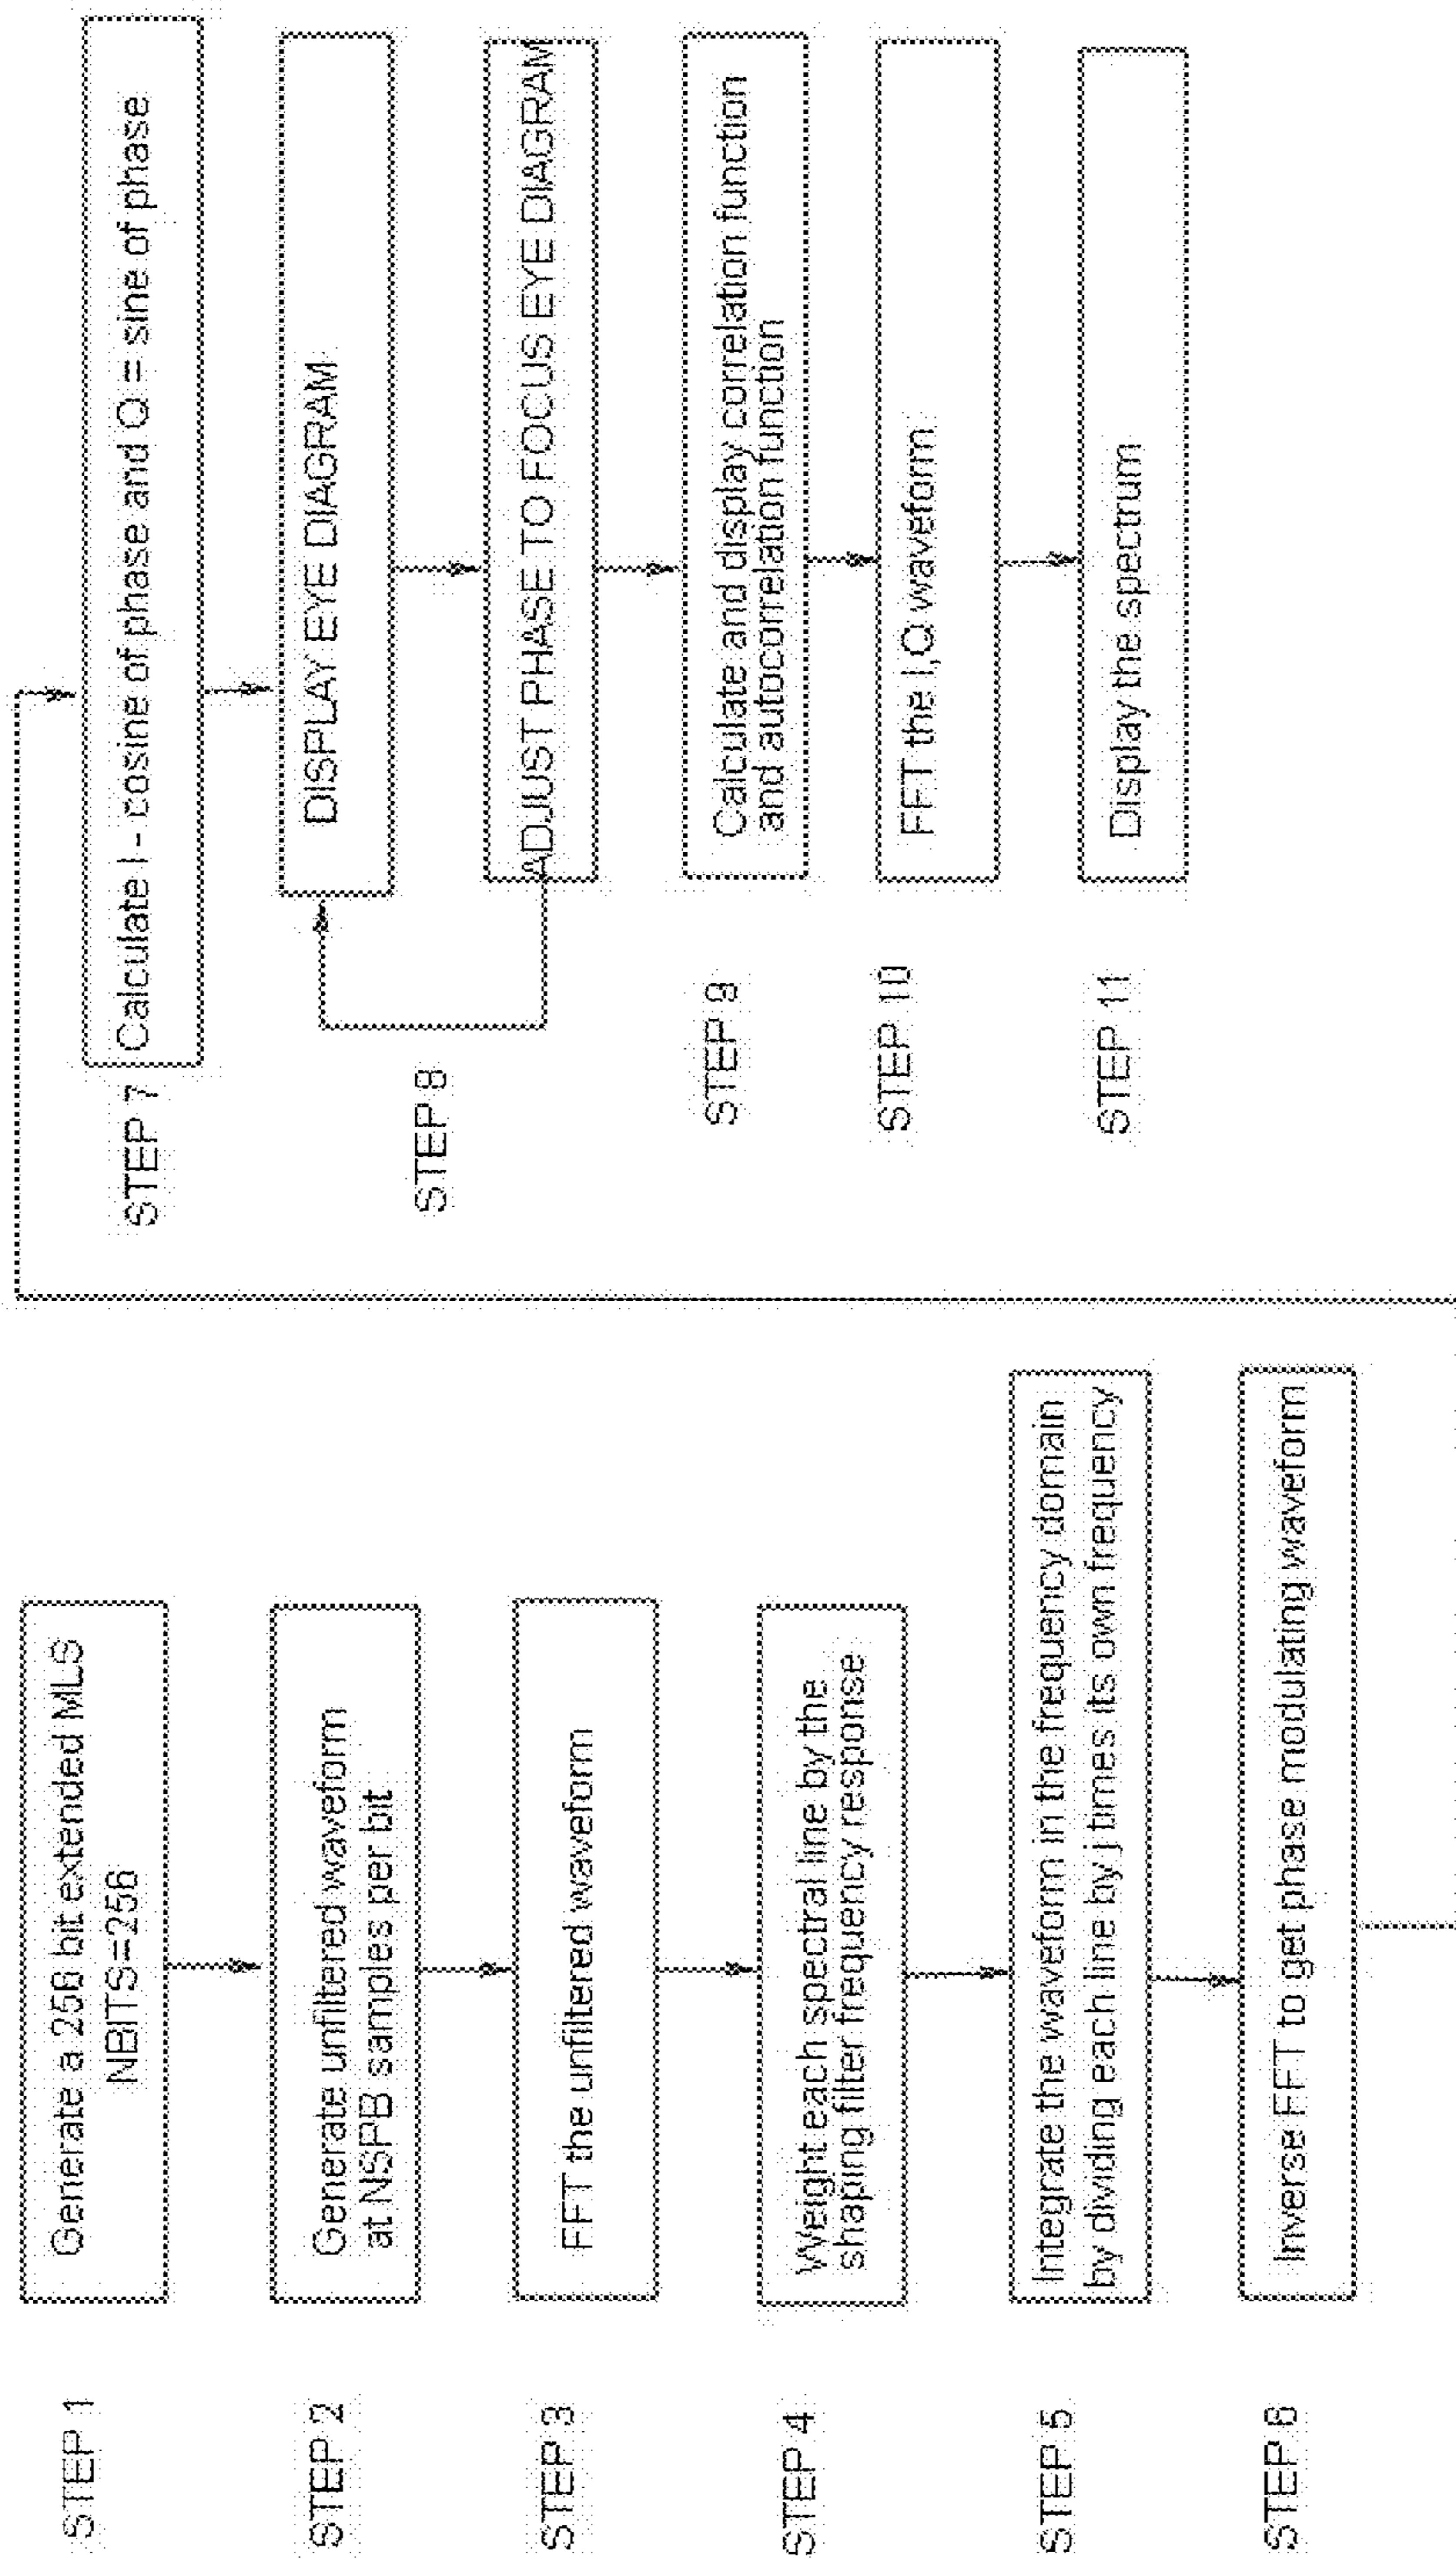 STEP 1
Generate a 256 bit extended MLS
NBITS=256
STEP 2
Generate unfiltered waveform
at NSPB samples per bit
STEP 3
FFT the unfiltered waveform
STEP 4
Weight each spectral line by the
shaping filter frequency response
STEP 5
Integrate the waveform in the frequency domain
by dividing each line by j times its own frequency
STEP 6
Inverse FFT to get phase modulating waveform
STEP 7
Calculate I - cosine of phase and Q = sine of phase
STEP 8
DISPLAY EYE DIAGRAM
ADJUST PHASE TO FOCUS EYE DIAGRAM
STEP 9
Calculate and display correlation function
and autocorrelation function
STEP 10
FFT the I,Q waveform
STEP 11
Display the spectrum